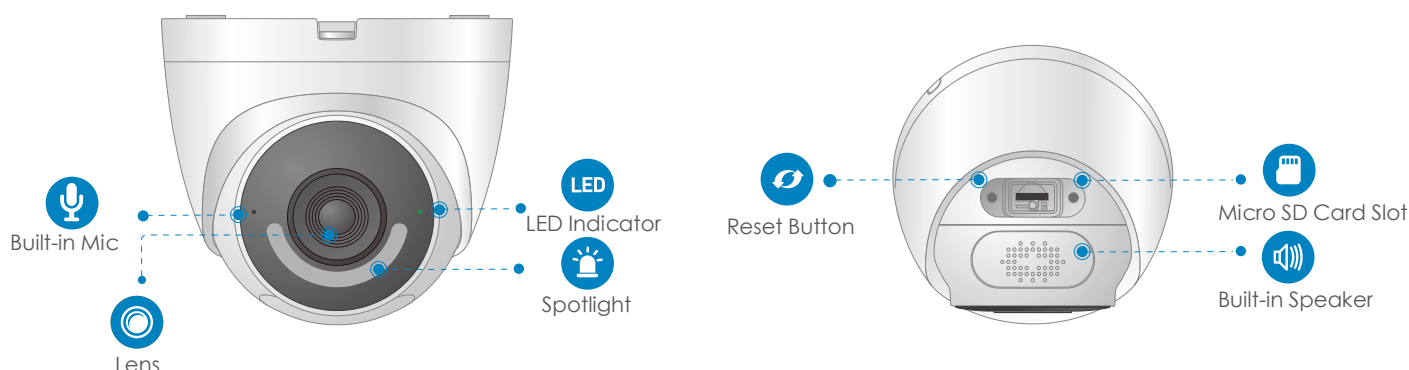 Built-in Mic
Lens
LED
LED Indicator
Spotlight
Reset Button
Micro SD Card Slot
Built-in Speaker